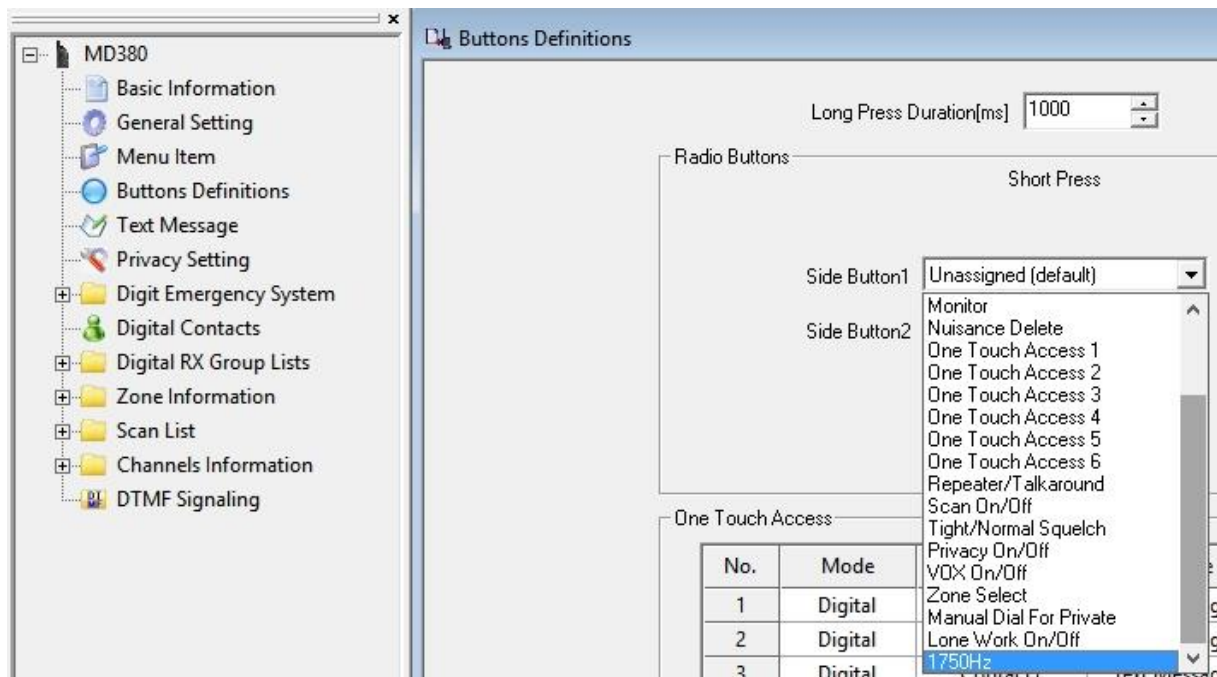 MD380
Basic Information
General Setting
Menu Item
Buttons Definitions
Text Message
Privacy Setting
Digit Emergency System
Digital Contacts
Digital RX Group Lists
Zone Information
Scan List
Channels Information
DTMF Signaling
Buttons Definitions
Long Press Duration[ms] 1000
Radio Buttons
Short Press
Side Button1 Unassigned (default)
Side Button2
Monitor
Nuisance Delete
One Touch Access 1
One Touch Access 2
One Touch Access 3
One Touch Access 4
One Touch Access 5
One Touch Access 6
Repeater/Talkaround
Scan On/Off
Tight/Normal Squelch
Privacy On/Off
VOX On/Off
Zone Select
Manual Dial For Private
Lone Work On/Off
1750Hz
One Touch Access
No. Mode
1 Digital
2 Digital
3 Digital